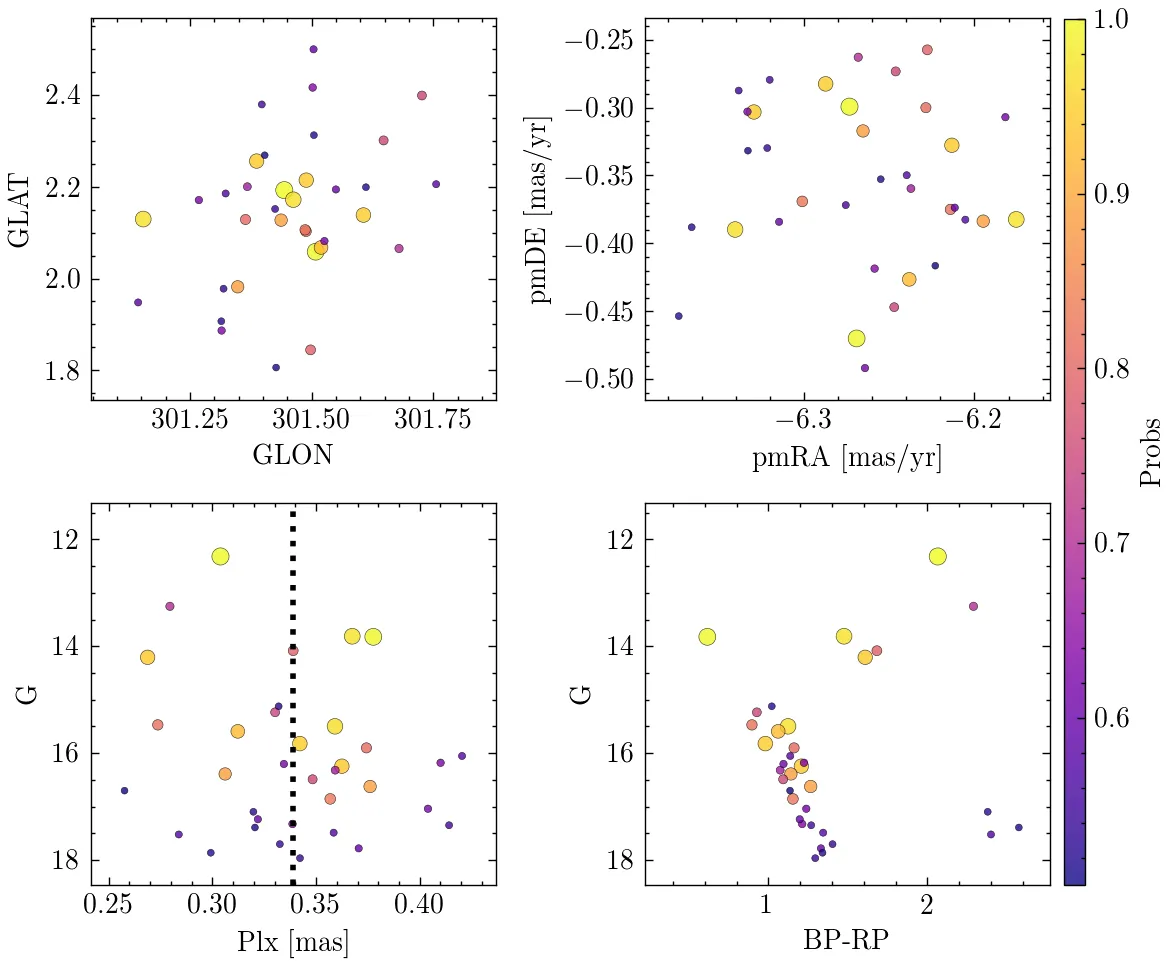 2.4
2.2
2.0
1.8
GLAT
301.25 301.50 301.75
GLON
−0.25
−0.30
−0.35
−0.40
−0.45
−0.50
pmDE [mas/yr]
−6.3 −6.2
pmRA [mas/yr]
12
14
16
18
G
0.25 0.30 0.35 0.40
Plx [mas]
12
14
16
18
G
1 2
BP-RP
1.0
0.9
0.8
0.7
0.6
Probs